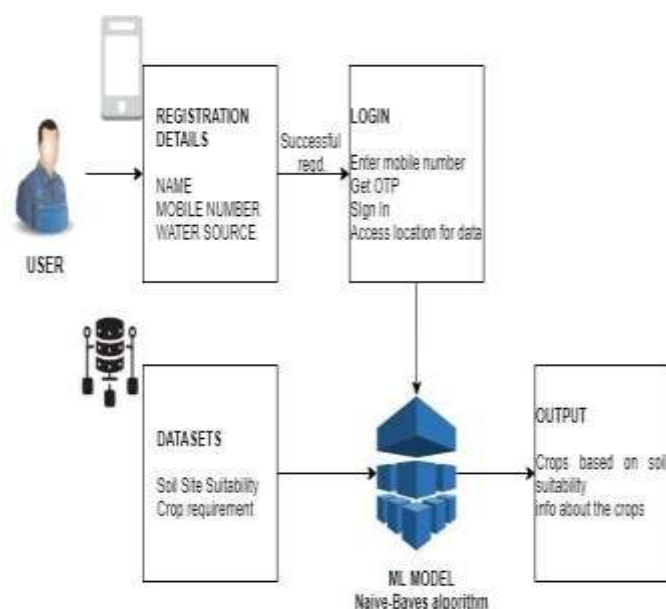 REGISTRATION
DETAILS
NAME
MOBILE NUMBER
WATER SOURCE
Successful
regd.
LOGIN
Enter mobile number
Get OTP
Sign In
Access location for data
USER
DATASETS
Soil Site Suitability
Crop requirement
ML MODEL
Naive-Bayes algorithm
OUTPUT
Crops based on soil
suitability
info about the crops